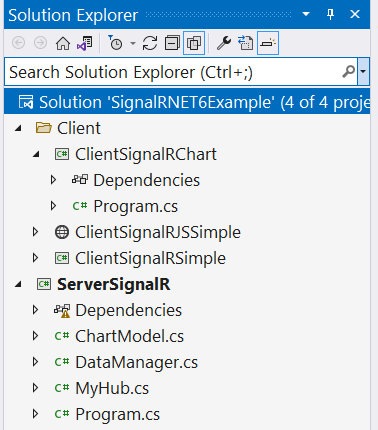 Solution Explorer
Search Solution Explorer (Ctrl+;)
Solution 'SignalRNET6Example' (4 of 4 proje
Client
C# ClientSignalRChart
Dependencies
C# Program.cs
ClientSignalRJSSimple
C# ClientSignalRSimple
C# ServerSignalR
Dependencies
C# ChartModel.cs
C# DataManager.cs
C# MyHub.cs
C# Program.cs